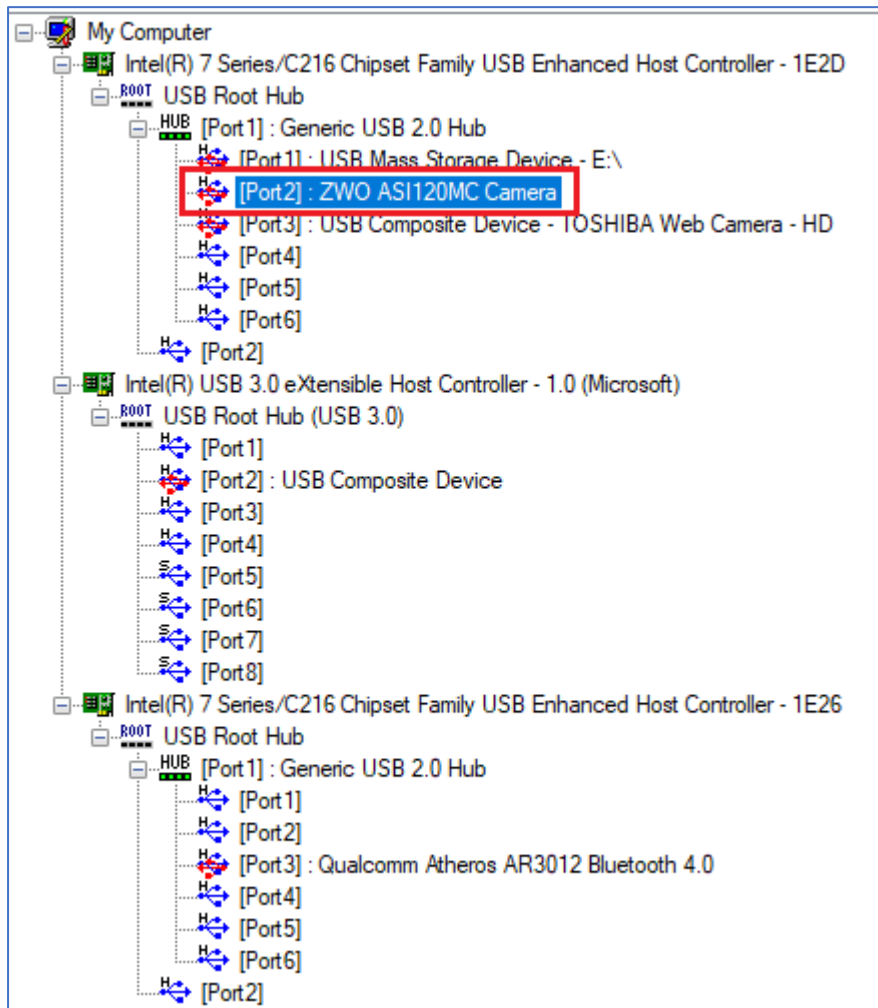 My Computer
Intel(R) 7 Series/C216 Chipset Family USB Enhanced Host Controller - 1E2D
ROOT USB Root Hub
HUB [Port1] : Generic USB 2.0 Hub
H [Port1] : USB Mass Storage Device - E:\
H [Port2] : ZWO ASI120MC Camera
H [Port3] : USB Composite Device - TOSHIBA Web Camera - HD
H [Port4]
H [Port5]
H [Port6]
H [Port2]
Intel(R) USB 3.0 eXtensible Host Controller - 1.0 (Microsoft)
ROOT USB Root Hub (USB 3.0)
H [Port1]
H [Port2] : USB Composite Device
H [Port3]
H [Port4]
S [Port5]
S [Port6]
S [Port7]
S [Port8]
Intel(R) 7 Series/C216 Chipset Family USB Enhanced Host Controller - 1E26
ROOT USB Root Hub
HUB [Port1] : Generic USB 2.0 Hub
H [Port1]
H [Port2]
H [Port3] : Qualcomm Atheros AR3012 Bluetooth 4.0
H [Port4]
H [Port5]
H [Port6]
H [Port2]